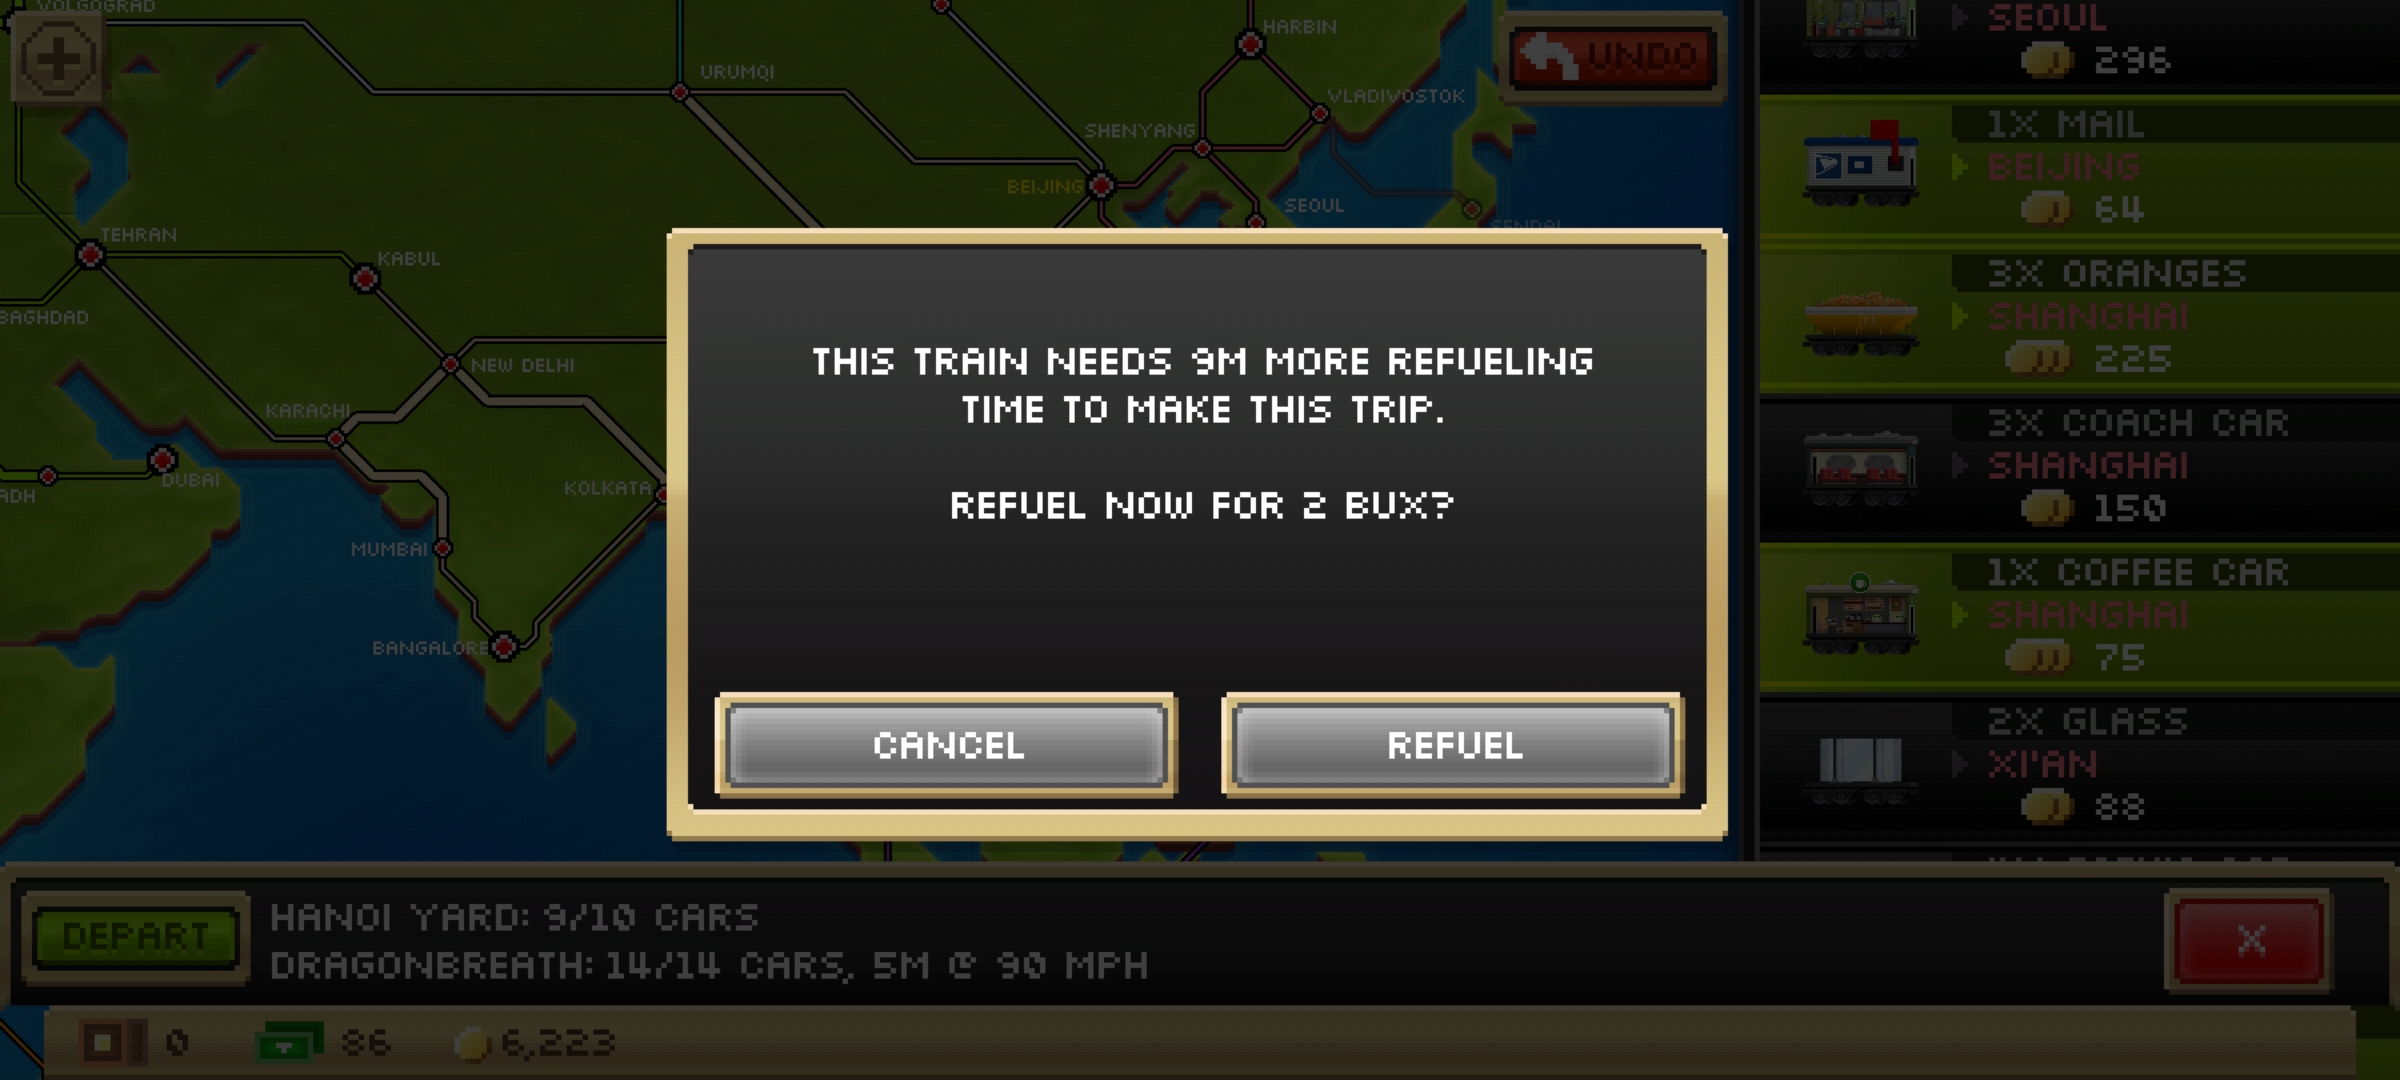 VOLGOGRAD
URUMQI
HARBIN
VLADIVOSTOK
SHENYANG
BEIJING
SEOUL
SENDAI
TEHRAN
KABUL
BAGHDAD
NEW DELHI
KARACHI
DUBAI
ADH
KOLKATA
MUMBAI
BANGALORE
UNDO
SEOUL
296
1X MAIL
BEIJING
64
3X ORANGES
SHANGHAI
225
3X COACH CAR
SHANGHAI
150
1X COFFEE CAR
SHANGHAI
75
2X GLASS
XI'AN
88
THIS TRAIN NEEDS 9M MORE REFUELING
TIME TO MAKE THIS TRIP.
REFUEL NOW FOR 2 BUX?
CANCEL
REFUEL
DEPART
HANOI YARD: 9/10 CARS
DRAGONBREATH: 14/14 CARS, 5M @ 90 MPH
X
0
86
6,223